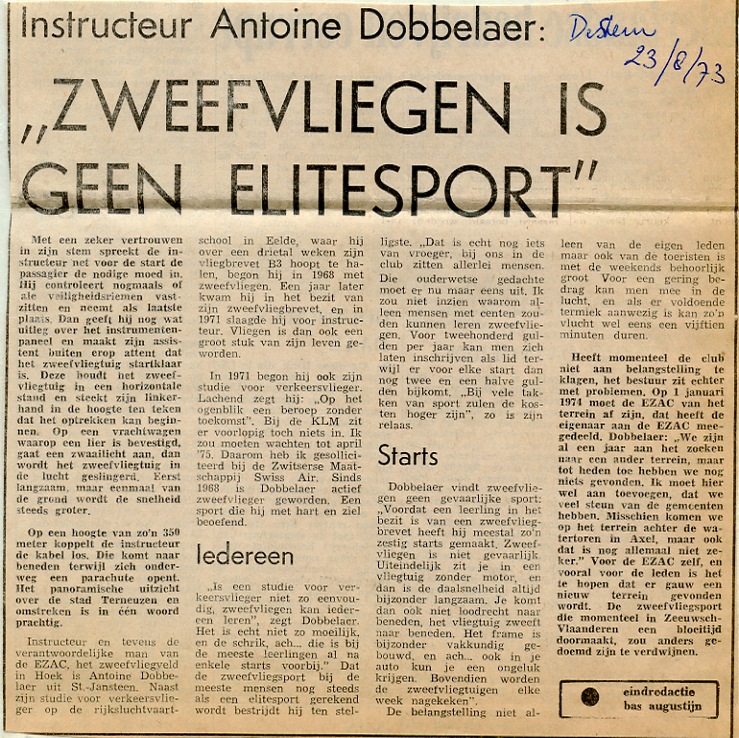 Instructeur Antoine Dobbelaer:
De Stem
23/8/73
„ZWEEFVLIEGEN IS
GEEN ELITESPORT”
Met een zeker vertrouwen
in zijn stem spreekt de in-
structeur net voor de start de
passagier de nodige moed in.
Hij controleert nogmaals of
ale veiligheidsriemen vast-
zitten en neemt als laatste
plaats. Dan geeft hij nog wat
uitleg over het instrumenten-
paneel en maakt zijn assis-
tent buiten erop attent dat
het zweefvliegtuig startklaar
is. Deze houdt het zweef-
vliegtuig in een horizontale
stand en steekt zijn linker-
hand in de hoogte ten teken
dat het optrekken kan begin-
nen. Op een vrachtwagen
waarop een lier is bevestigd,
gaat een zwaailicht aan, dan
wordt het zweefvliegtuig in
de lucht geslingerd. Eerst
langzaam, maar eenmaal van
de grond wordt de snelheid
steeds groter.
Op een hoogte van zo'n 350
meter koppelt de instructeur
de kabel los. Die komt naar
beneden terwijl zich onder-
weg een parachute opent.
Het panoramische uitzicht
over de stad Terneuzen en
omstreken is in één woord
prachtig.
Instructeur en tevens de
verantwoordelijke man van
de EZAC, het zweefvliegveld
in Hoek is Antoine Dobbe-
laer uit St.-Jansteen. Naast
zijn studie voor verkeersvlie-
ger op de rijksluchtvaart-
school in Eelde, waar hij
over een drietal weken zijn
vliegbrevet B3 hoopt te ha-
len, begon hij in 1968 met
zweefvliegen. Een jaar later
kwam hij in het bezit van
zijn zweefvliegbrevet, en in
1971 slaagde hij voor instruc-
teur. Vliegen is dan ook een
groot stuk van zijn leven ge-
worden.
In 1971 begon hij ook zijn
studie voor verkeersvlieger.
Lachend zegt hij: „Op het
ogenblik een beroep zonder
toekomst”. Bij de KLM zit
er voorlopig toch niets in. Ik
zou moeten wachten tot april
'75. Daarom heb ik gesollici-
teerd bij de Zwitserse Maat-
schappij Swiss Air. Sinds
1968 is Dobbelaer actief
zweefvlieger geworden. Een
sport die hij met hart en ziel
beoefend.
Iedereen
„Is een studie voor ver-
keersvlieger niet zo eenvou-
dig, zweefvliegen kan ieder-
een leren”, zegt Dobbelaer.
Het is echt niet zo moeilijk,
en de schrik, ach... die is bij
de meeste leerlingen al na
enkele starts voorbij.” Dat
de zweefvliegsport bij de
meeste mensen nog steeds
als een elitesport gerekend
wordt bestrijdt hij ten stel-
ligste. „Dat is echt nog iets
van vroeger, bij ons in de
club zitten allerlei mensen.
Die ouderwetse gedachte
moet er nu maar eens uit. Ik
zou niet inzien waarom al-
leen mensen met centen zou-
den kunnen leren zweefvlie-
gen. Voor tweehonderd gul-
den per jaar kan men zich
laten inschrijven als lid ter-
wijl er voor elke start dan
nog twee en een halve gul-
den bijkomt. „Bij vele tak-
ken van sport zulen de kos-
ten hoger zijn”, zo is zijn
relaas.
Starts
Dobbelaer vindt zweefvlie-
gen geen gevaarlijke sport:
„Voordat een leerling in het
bezit is van een zweefvlieg-
brevet heeft hij meestal zo'n
zestig starts gemaakt. Zweef-
vliegen is niet gevaarlijk.
Uiteindelijk zit je in een
vliegtuig zonder motor, en
dan is de daalsnelheid altijd
bijzonder langzaam. Je komt
dan ook niet loodrecht naar
beneden, het vliegtuig zweeft
naar beneden. Het frame is
bijzonder vakkundig ge-
bouwd, en ach... ook in je
auto kun je een ongeluk
krijgen. Bovendien worden
de zweefvliegtuigen elke
week nagekeken”.
De belangstelling niet al-
leen van de eigen leden
maar ook van de toeristen is
met de weekends behoorlijk
groot. Voor een gering be-
drag kan men mee in de
lucht, en als er voldoende
termiek aanwezig is kan zo'n
vlucht wel eens een vijftien
minuten duren.
Heeft momenteel de club
niet aan belangstelling te
klagen, het bestuur zit echter
met problemen. Op 1 januari
1974 moet de EZAC van het
terrein af zijn, dat heeft de
eigenaar aan de EZAC mee-
gedeeld. Dobbelaer: „We zijn
al een jaar aan het zoeken
naar een ander terrein, maar
tot heden toe hebben we nog
niets gevonden. Ik moet hier
wel aan toevoegen, dat we
veel steun van de gemeenten
hebben. Misschien komen we
op het terrein achter de wa-
tertoren in Axel, maar ook
dat is nog allemaal niet ze-
ker.” Voor de EZAC zelf, en
vooral voor de leden is het
te hopen dat er gauw een
nieuw terrein gevonden
wordt. De zweefvliegsport
die momenteel in Zeeuwsch-
Vlaanderen een bloeitijd
doormaakt, zou anders ge-
doemd zijn te verdwijnen.
eindredactie
bas augustijn